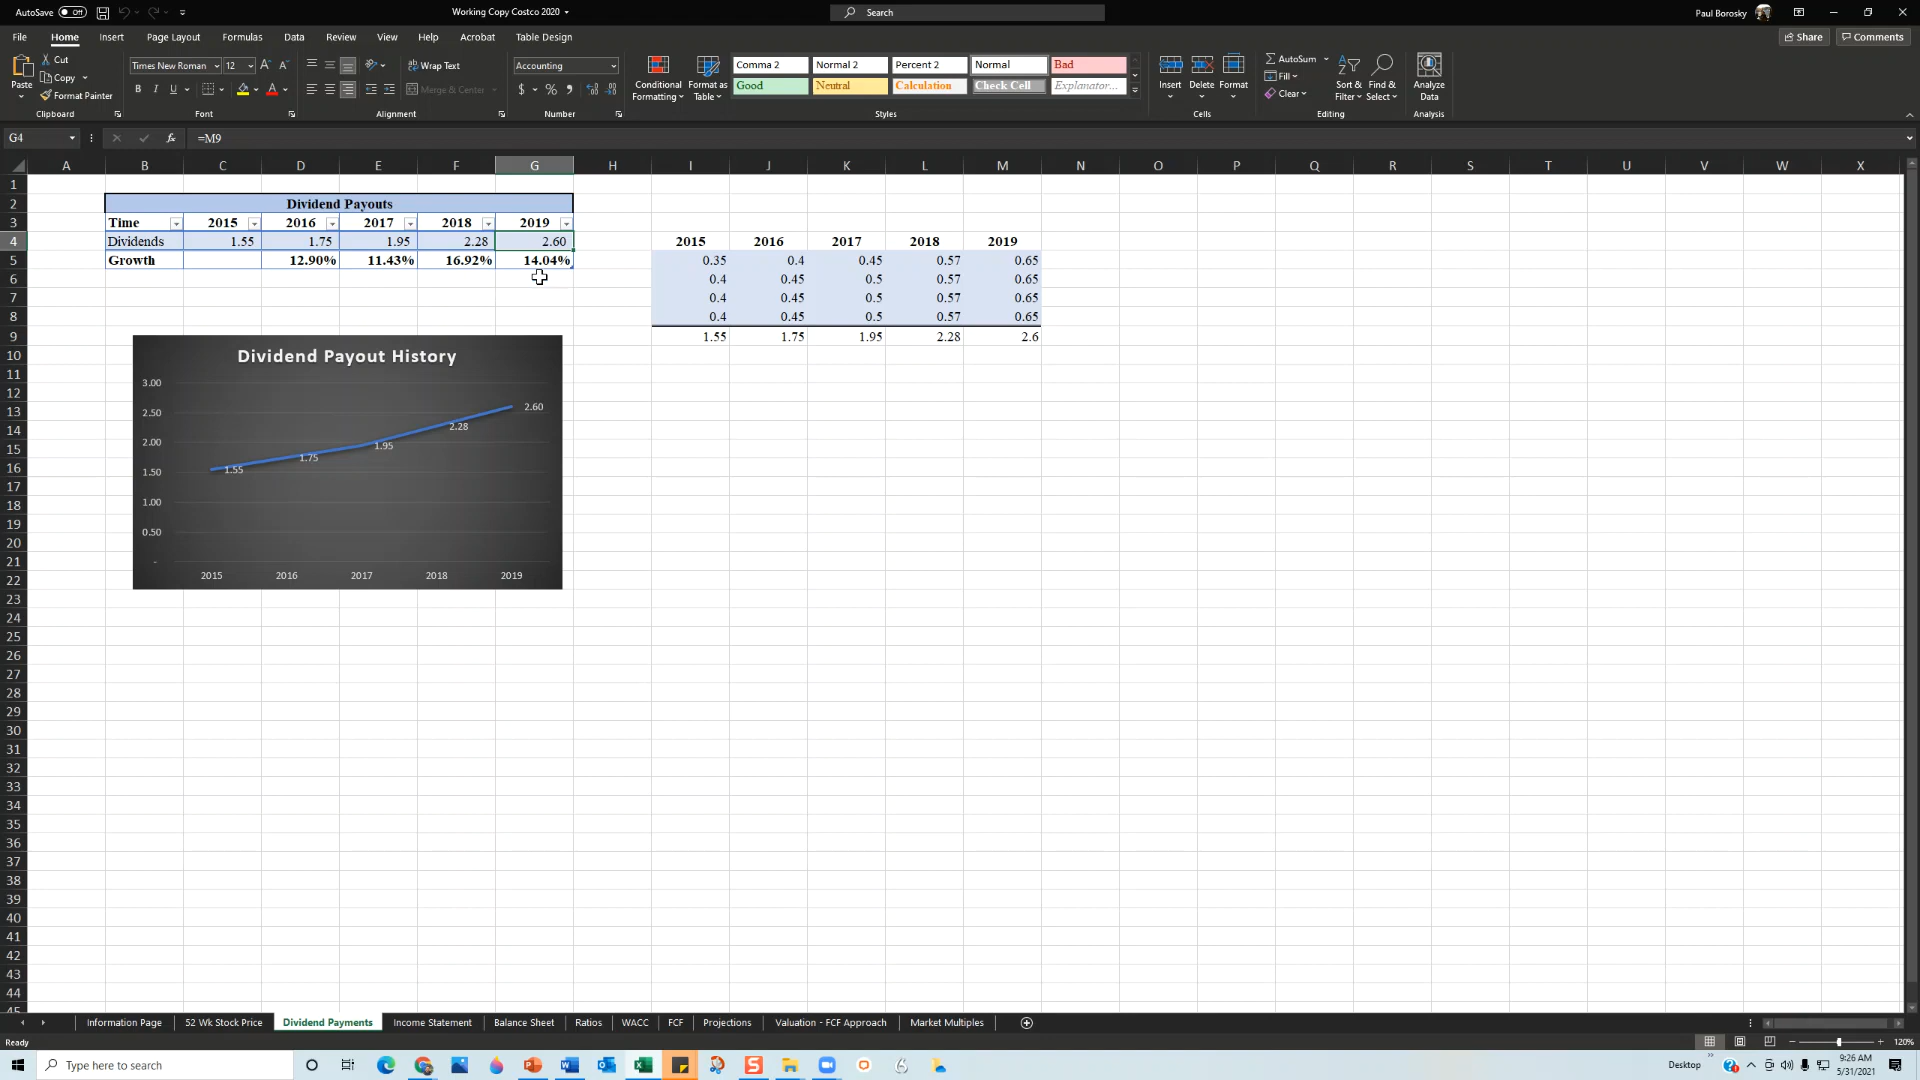 AutoSave Off
Working Copy Costco 2020
Search
Paul Borosky
File Home Insert Page Layout Formulas Data Review View Help Acrobat Table Design
Share Comments
Paste
Cut
Copy
Format Painter
Clipboard
Times New Roman 12
B I U
Font
Wrap Text
Merge & Center
Alignment
Accounting
$ % ,
Number
Conditional Formatting
Format as Table
Comma 2 Normal 2 Percent 2 Normal Bad
Good Neutral Calculation Check Cell Explanator...
Styles
Insert Delete Format
Cells
AutoSum
Fill
Clear
Sort & Filter
Find & Select
Editing
Analyze Data
Analysis
G4 fx =M9
A B C D E F G H I J K L M N O P Q R S T U V W X
1
2 Dividend Payouts
3 Time 2015 2016 2017 2018 2019
4 Dividends 1.55 1.75 1.95 2.28 2.60 2015 2016 2017 2018 2019
5 Growth 12.90% 11.43% 16.92% 14.04% 0.35 0.4 0.45 0.57 0.65
6 0.4 0.45 0.5 0.57 0.65
7 0.4 0.45 0.5 0.57 0.65
8 0.4 0.45 0.5 0.57 0.65
9 1.55 1.75 1.95 2.28 2.6
10
11
12
13
14
15
16
17
18
19
20
21
22
23
24
25
26
27
28
29
30
31
32
33
34
35
36
37
38
39
40
41
42
43
44
45
Dividend Payout History
3.00
2.50
2.00
1.50
1.00
0.50
-
1.55 1.75 1.95 2.28 2.60
2015 2016 2017 2018 2019
Information Page 52 Wk Stock Price Dividend Payments Income Statement Balance Sheet Ratios WACC FCF Projections Valuation - FCF Approach Market Multiples
Ready
120%
Type here to search
Desktop
9:26 AM
5/31/2021